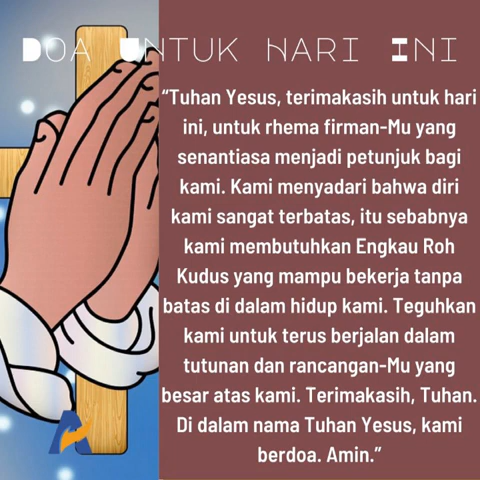 Doa Untuk Hari Ini
“Tuhan Yesus, terimakasih untuk hari
ini, untuk rhema firman-Mu yang
senantiasa menjadi petunjuk bagi
kami. Kami menyadari bahwa diri
kami sangat terbatas, itu sebabnya
kami membutuhkan Engkau Roh
Kudus yang mampu bekerja tanpa
batas di dalam hidup kami. Teguhkan
kami untuk terus berjalan dalam
tutunan dan rancangan-Mu yang
besar atas kami. Terimakasih, Tuhan.
Di dalam nama Tuhan Yesus, kami
berdoa. Amin.”